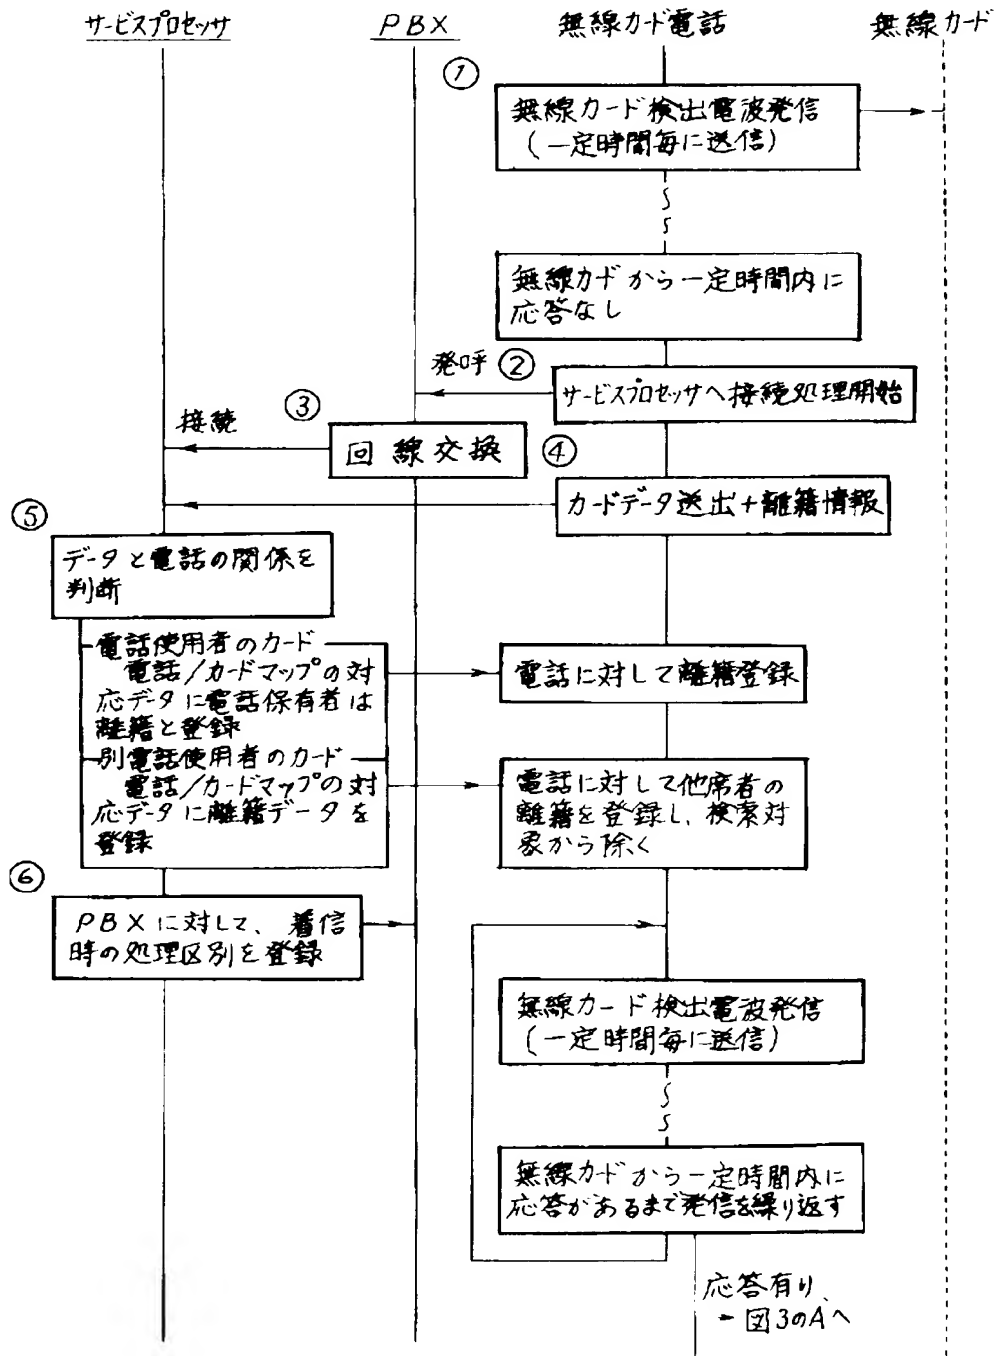 サービスプロセッサ
PBX
無線カード電話
無線カード
①
無線カード検出電波発信
(一定時間毎に送信)
無線カードから一定時間内に
応答なし
発呼
②
サービスプロセッサへ接続処理開始
③
接続
回線交換
④
カードデータ送出+離籍情報
⑤
データと電話の関係を
判断
電話使用者のカード
電話/カードマップの対
応データに電話保有者は
離籍と登録
電話に対して離籍登録
別電話使用者のカード
電話/カードマップの対
応データに離籍データを
登録
電話に対して他席者の
離籍を登録し、検索対
象から除く
⑥
PBXに対して、着信
時の処理区別を登録
無線カード検出電波発信
(一定時間毎に送信)
無線カードから一定時間内に
応答があるまで発信を繰り返す
応答有り、
→図3のAへ